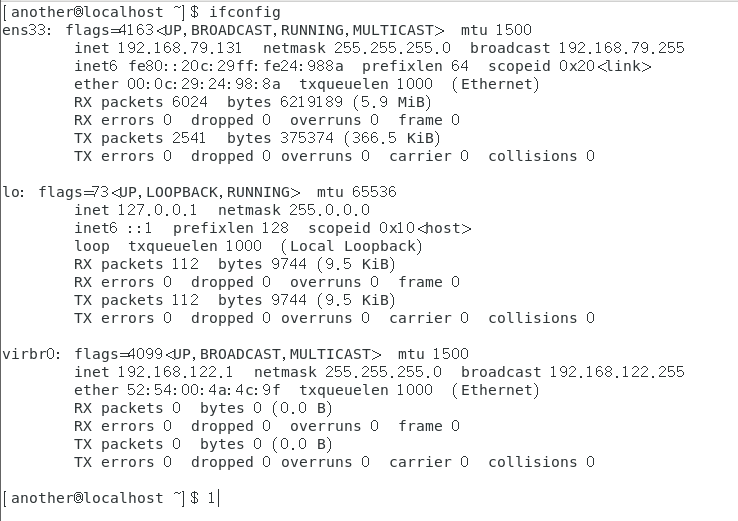 [another@localhost ~]$ ifconfig
ens33: flags=4163<UP,BROADCAST,RUNNING,MULTICAST>  mtu 1500
        inet 192.168.79.131  netmask 255.255.255.0  broadcast 192.168.79.255
        inet6 fe80::20c:29ff:fe24:988a  prefixlen 64  scopeid 0x20<link>
        ether 00:0c:29:24:98:8a  txqueuelen 1000  (Ethernet)
        RX packets 6024  bytes 6219189 (5.9 MiB)
        RX errors 0  dropped 0  overruns 0  frame 0
        TX packets 2541  bytes 375374 (366.5 KiB)
        TX errors 0  dropped 0 overruns 0  carrier 0  collisions 0

lo: flags=73<UP,LOOPBACK,RUNNING>  mtu 65536
        inet 127.0.0.1  netmask 255.0.0.0
        inet6 ::1  prefixlen 128  scopeid 0x10<host>
        loop  txqueuelen 1000  (Local Loopback)
        RX packets 112  bytes 9744 (9.5 KiB)
        RX errors 0  dropped 0  overruns 0  frame 0
        TX packets 112  bytes 9744 (9.5 KiB)
        TX errors 0  dropped 0 overruns 0  carrier 0  collisions 0

virbr0: flags=4099<UP,BROADCAST,MULTICAST>  mtu 1500
        inet 192.168.122.1  netmask 255.255.255.0  broadcast 192.168.122.255
        ether 52:54:00:4a:4c:9f  txqueuelen 1000  (Ethernet)
        RX packets 0  bytes 0 (0.0 B)
        RX errors 0  dropped 0  overruns 0  frame 0
        TX packets 0  bytes 0 (0.0 B)
        TX errors 0  dropped 0 overruns 0  carrier 0  collisions 0

[another@localhost ~]$ 1